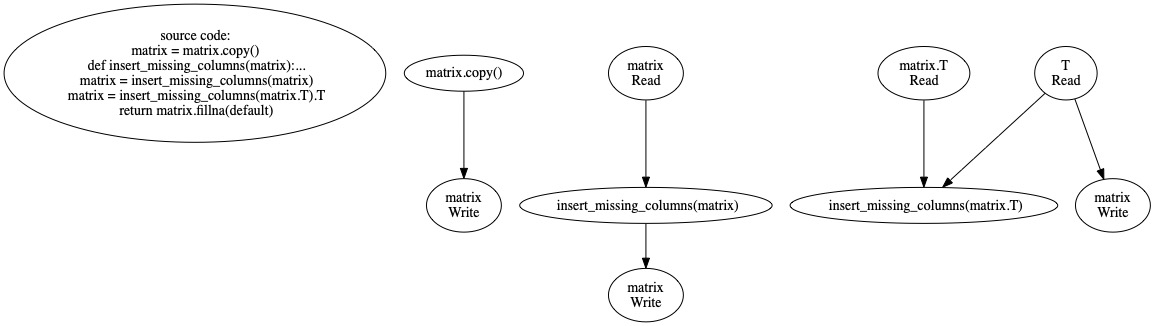 source code:
matrix = matrix.copy()
def insert_missing_columns(matrix):...
matrix = insert_missing_columns(matrix)
matrix = insert_missing_columns(matrix.T).T
return matrix.fillna(default)
matrix.copy()
matrix
Read
matrix.T
Read
T
Read
matrix
Write
insert_missing_columns(matrix)
insert_missing_columns(matrix.T)
matrix
Write
matrix
Write